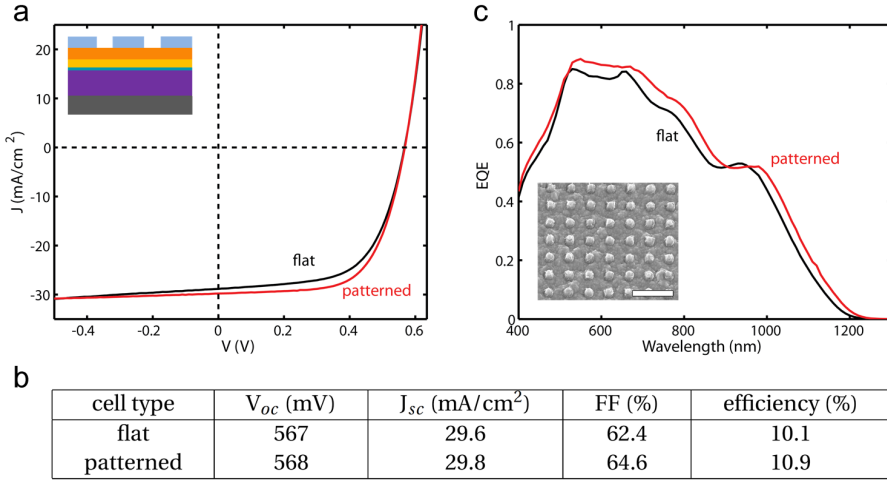 a
J (mA/cm²)
20
10
0
-10
-20
-30
flat
patterned
-0.4
-0.2
0
0.2
0.4
0.6
V (V)
c
EQE
1
0.8
0.6
0.4
0.2
0
flat
patterned
400
600
800
1000
1200
Wavelength (nm)
b
cell type V_oc (mV) J_sc (mA/cm²) FF (%) efficiency (%)
flat 567 29.6 62.4 10.1
patterned 568 29.8 64.6 10.9